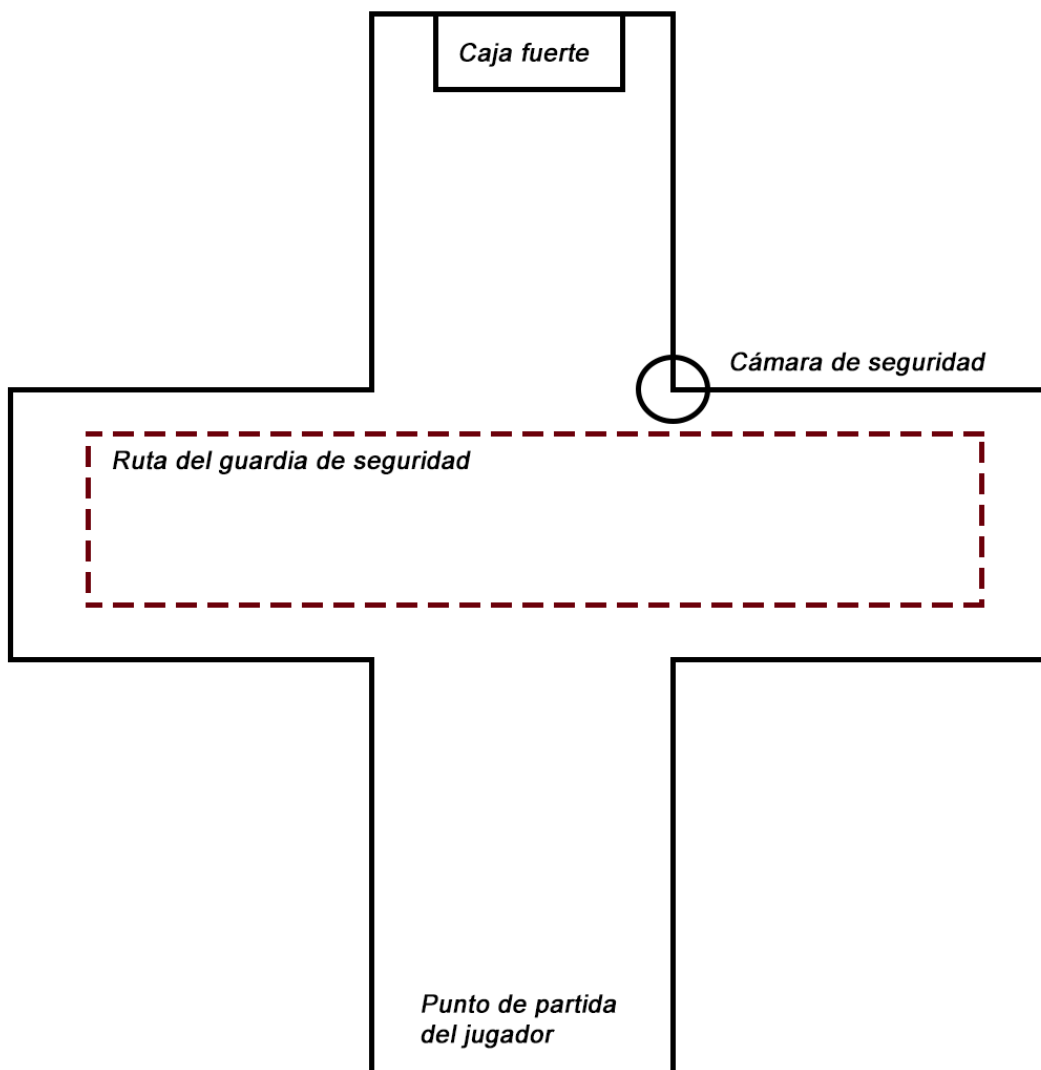 Caja fuerte
Cámara de seguridad
Ruta del guardia de seguridad
Punto de partida
del jugador